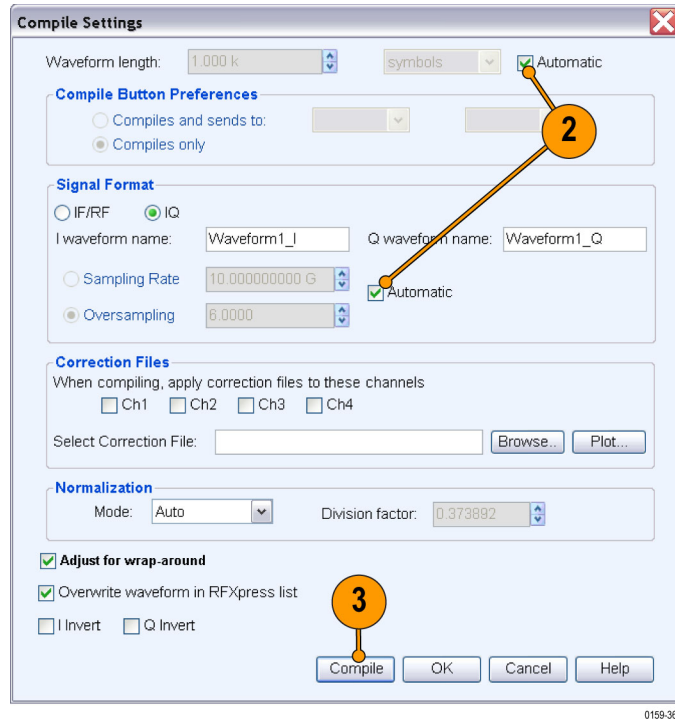 Compile Settings
Waveform length: 1.000 k symbols Automatic
Compile Button Preferences
Compiles and sends to:
Compiles only
2
Signal Format
IF/RF IQ
I waveform name: Waveform1_I Q waveform name: Waveform1_Q
Sampling Rate 10.000000000 G
Automatic
Oversampling 6.0000
Correction Files
When compiling, apply correction files to these channels
Ch1 Ch2 Ch3 Ch4
Select Correction File: Browse.. Plot...
Normalization
Mode: Auto Division factor: 0.373892
Adjust for wrap-around
Overwrite waveform in RFXpress list
3
I Invert Q Invert
Compile OK Cancel Help
0159-36